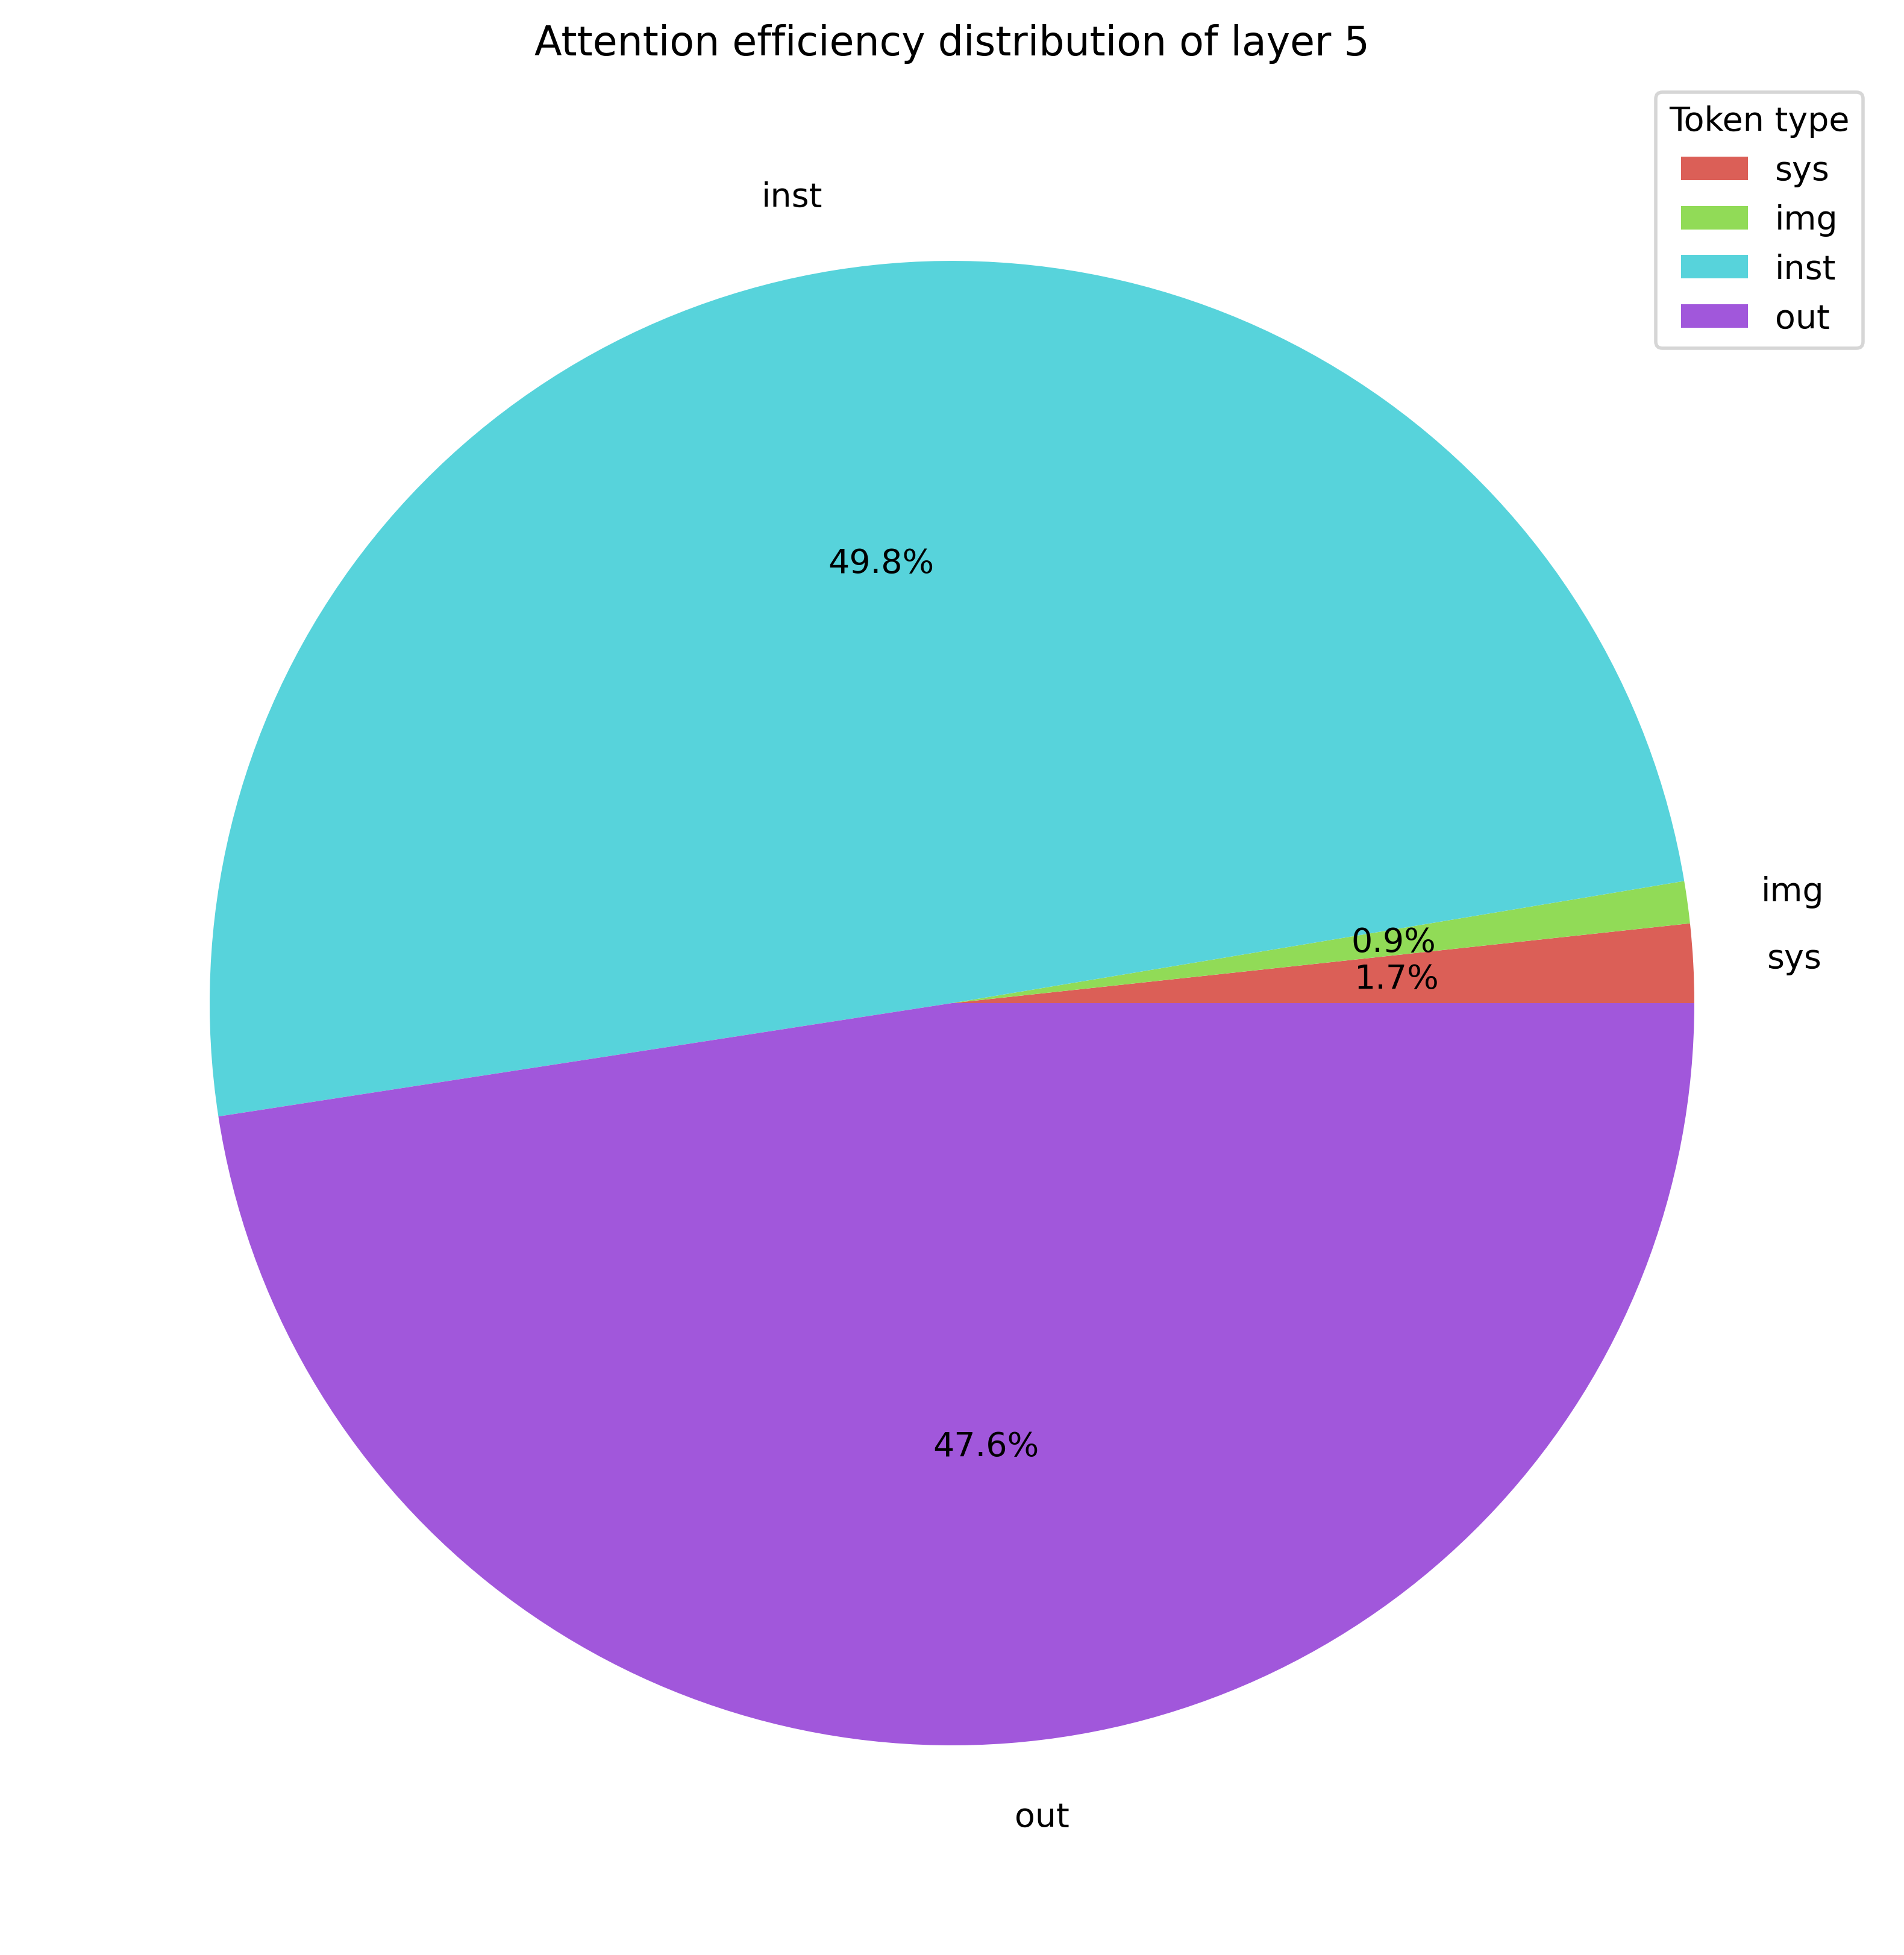 Attention efficiency distribution of layer 5
Token type
sys
img
inst
out
inst
49.8%
img
0.9%
sys
1.7%
47.6%
out